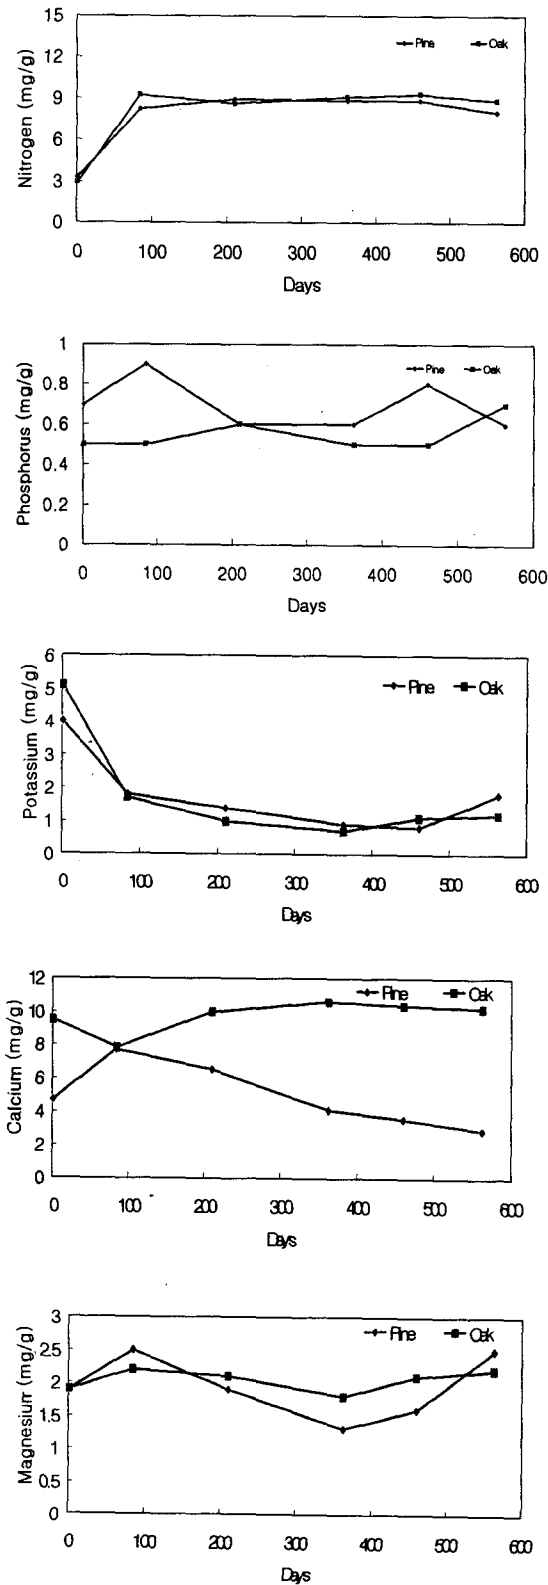 15
12
9
6
3
0
Nitrogen (mg/g)
Pine Oak
0 100 200 300 400 500 600
Days
1
0.8
0.6
0.4
0.2
0
Phosphorus (mg/g)
Pine Oak
0 100 200 300 400 500 600
Days
6
5
4
3
2
1
0
Potassium (mg/g)
Pine Oak
0 100 200 300 400 500 600
Days
12
10
8
6
4
2
0
Calcium (mg/g)
Pine Oak
0 100 200 300 400 500 600
Days
3
2.5
2
1.5
1
0.5
0
Magnesium (mg/g)
Pine Oak
0 100 200 300 400 500 600
Days